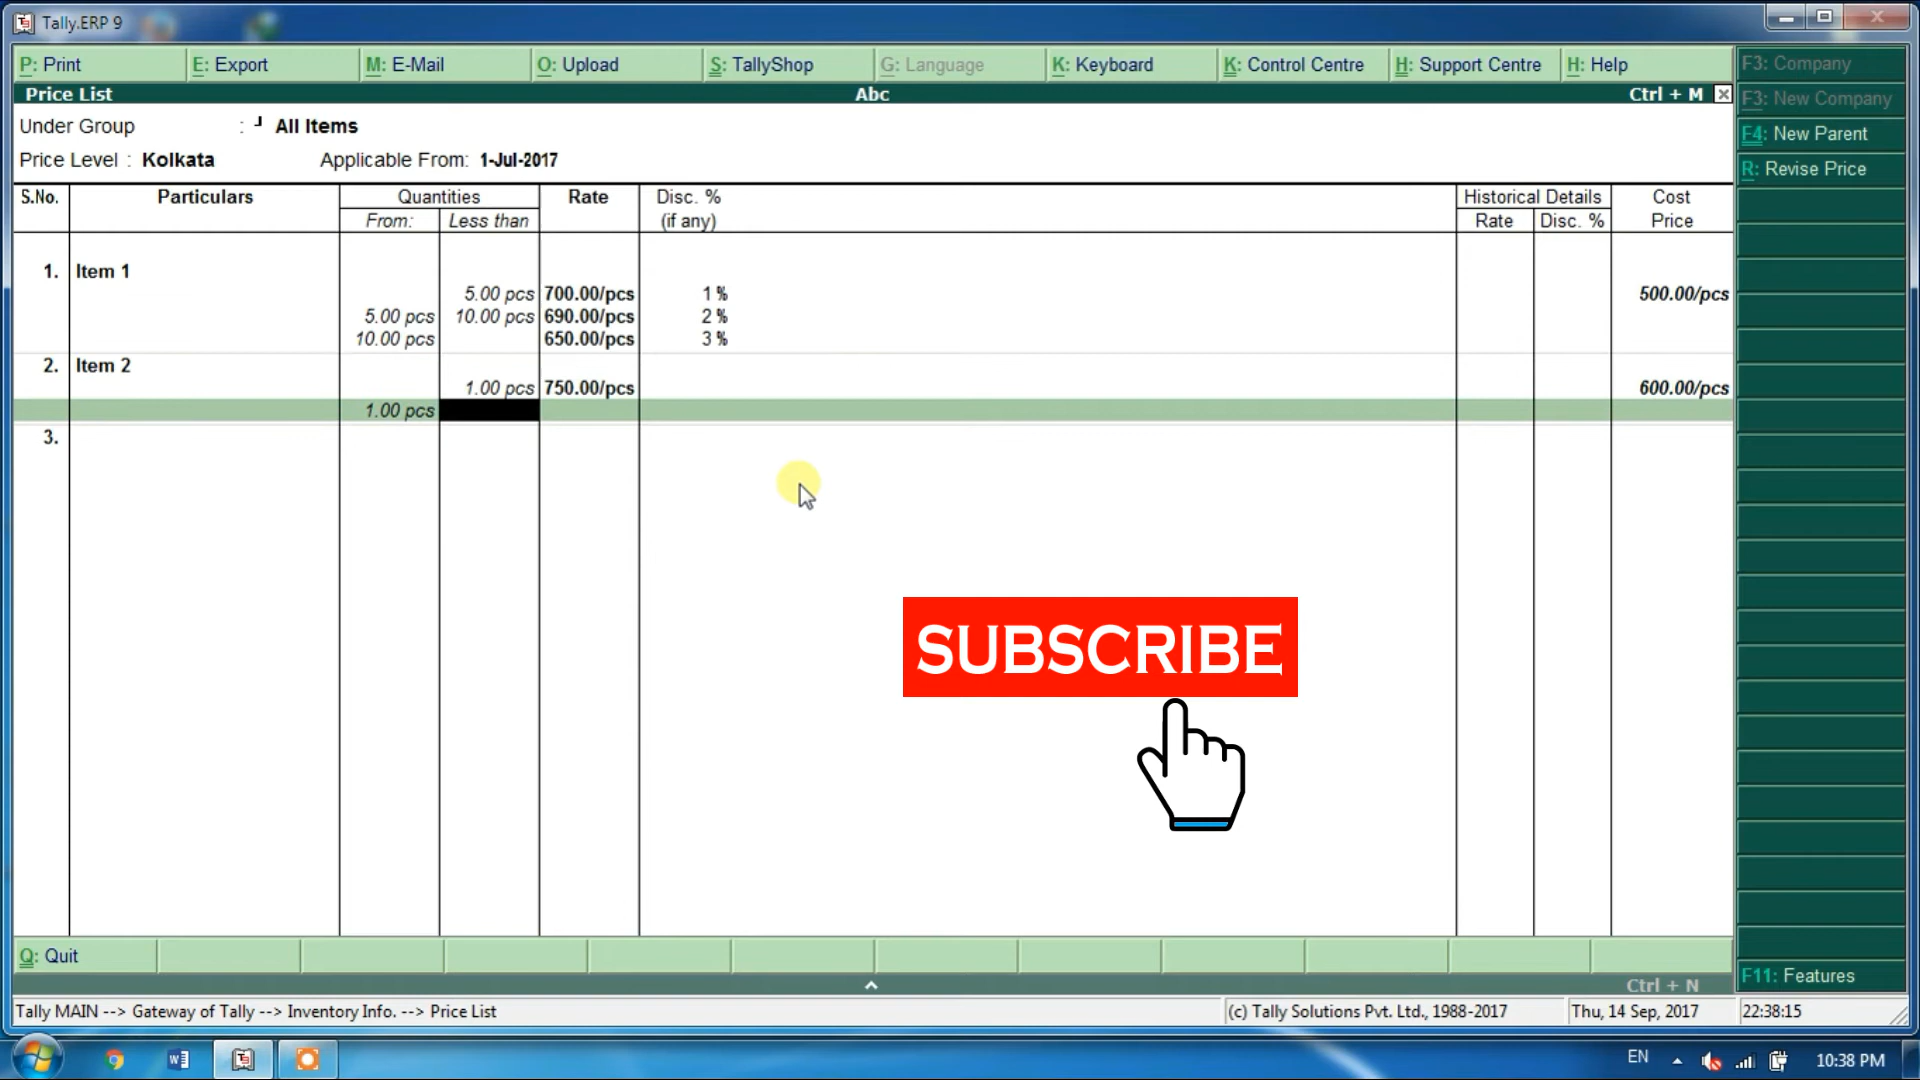 Tally.ERP 9
P: Print E: Export M: E-Mail O: Upload S: TallyShop G: Language K: Keyboard K: Control Centre H: Support Centre H: Help F3: Company
Price List Abc Ctrl + M F3: New Company
Under Group : ┘ All Items F4: New Parent
Price Level : Kolkata Applicable From: 1-Jul-2017 R: Revise Price
S.No. Particulars Quantities Rate Disc. % Historical Details Cost
From: Less than (if any) Rate Disc. % Price
1. Item 1
5.00 pcs 700.00/pcs 1 % 500.00/pcs
5.00 pcs 10.00 pcs 690.00/pcs 2 %
10.00 pcs 650.00/pcs 3 %
2. Item 2
1.00 pcs 750.00/pcs 600.00/pcs
1.00 pcs
3.
SUBSCRIBE
Q: Quit
F11: Features
Ctrl + N
Tally MAIN --> Gateway of Tally --> Inventory Info. --> Price List (c) Tally Solutions Pvt. Ltd., 1988-2017 Thu, 14 Sep, 2017 22:38:15
EN 10:38 PM